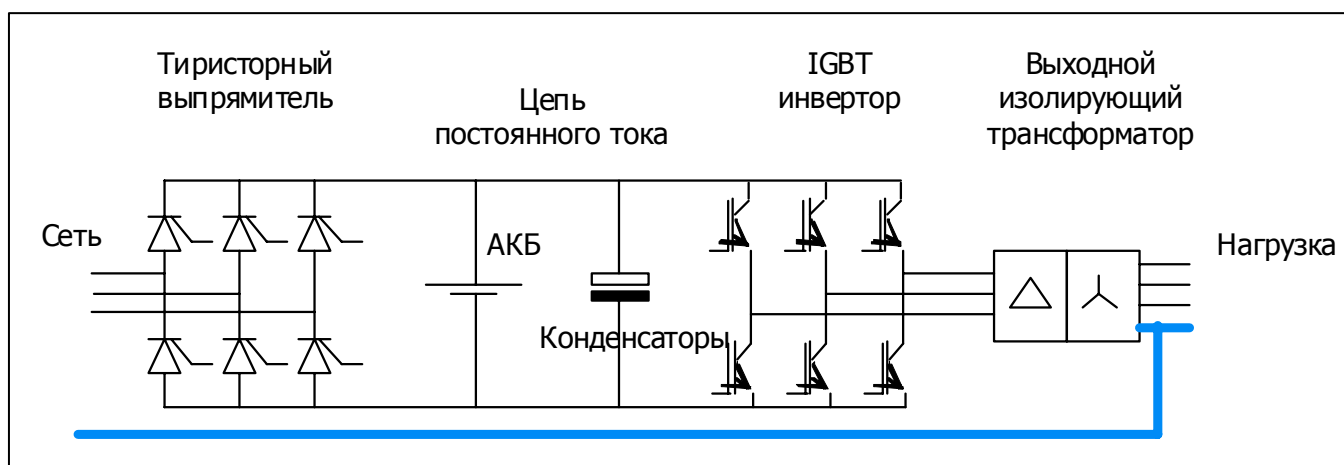 Тиристорный
выпрямитель
Цепь
постоянного тока
IGBT
инвертор
Выходной
изолирующий
трансформатор
Сеть
АКБ
Конденсаторы
Нагрузка